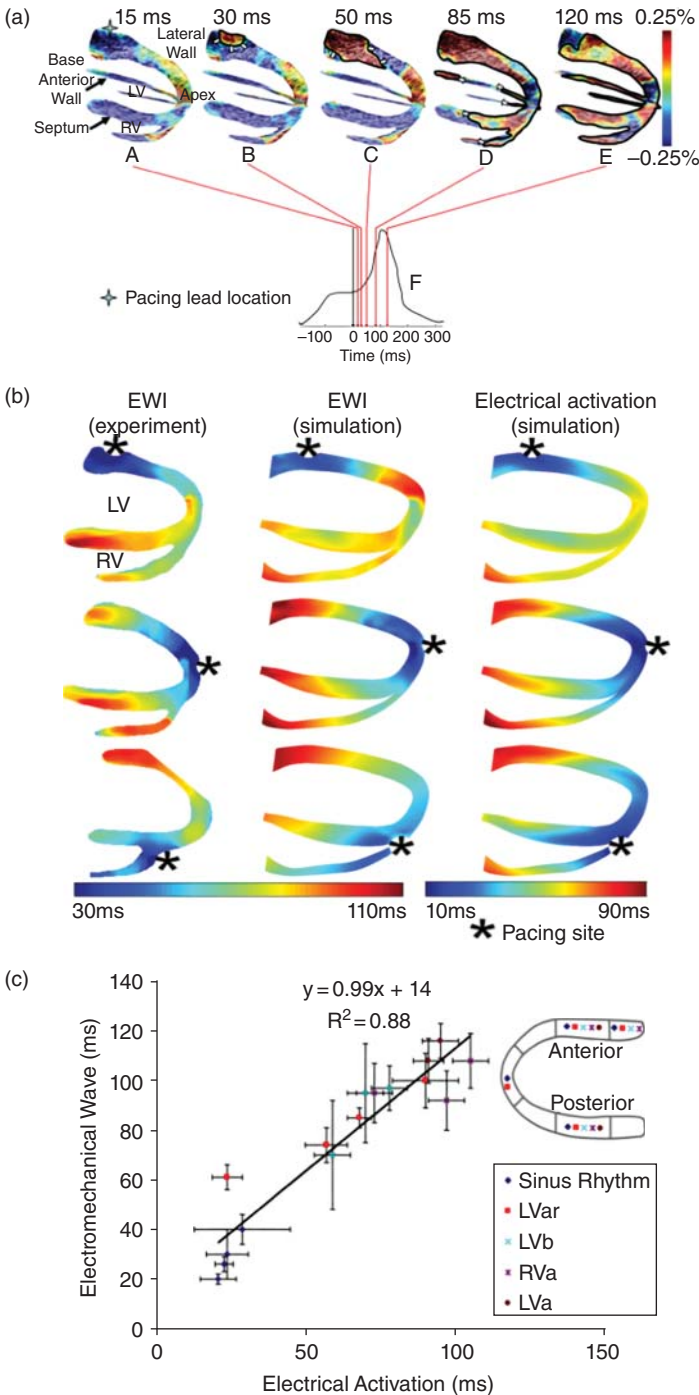 (a)
15 ms 30 ms 50 ms 85 ms 120 ms 0.25%
Lateral
Wall
Base
Anterior
Wall
LV
Apex
Septum
RV
−0.25%
A B C D E
F
Pacing lead location
−100 0 100 200 300
Time (ms)
(b)
EWI
(experiment)
EWI
(simulation)
Electrical activation
(simulation)
LV
RV
30ms 110ms 10ms 90ms
* Pacing site
(c)
y = 0.99x + 14
R² = 0.88
140
120
100
80
60
40
20
0
0 50 100 150
Electromechanical Wave (ms)
Electrical Activation (ms)
Anterior
Posterior
Sinus Rhythm
LVar
LVb
RVa
LVa